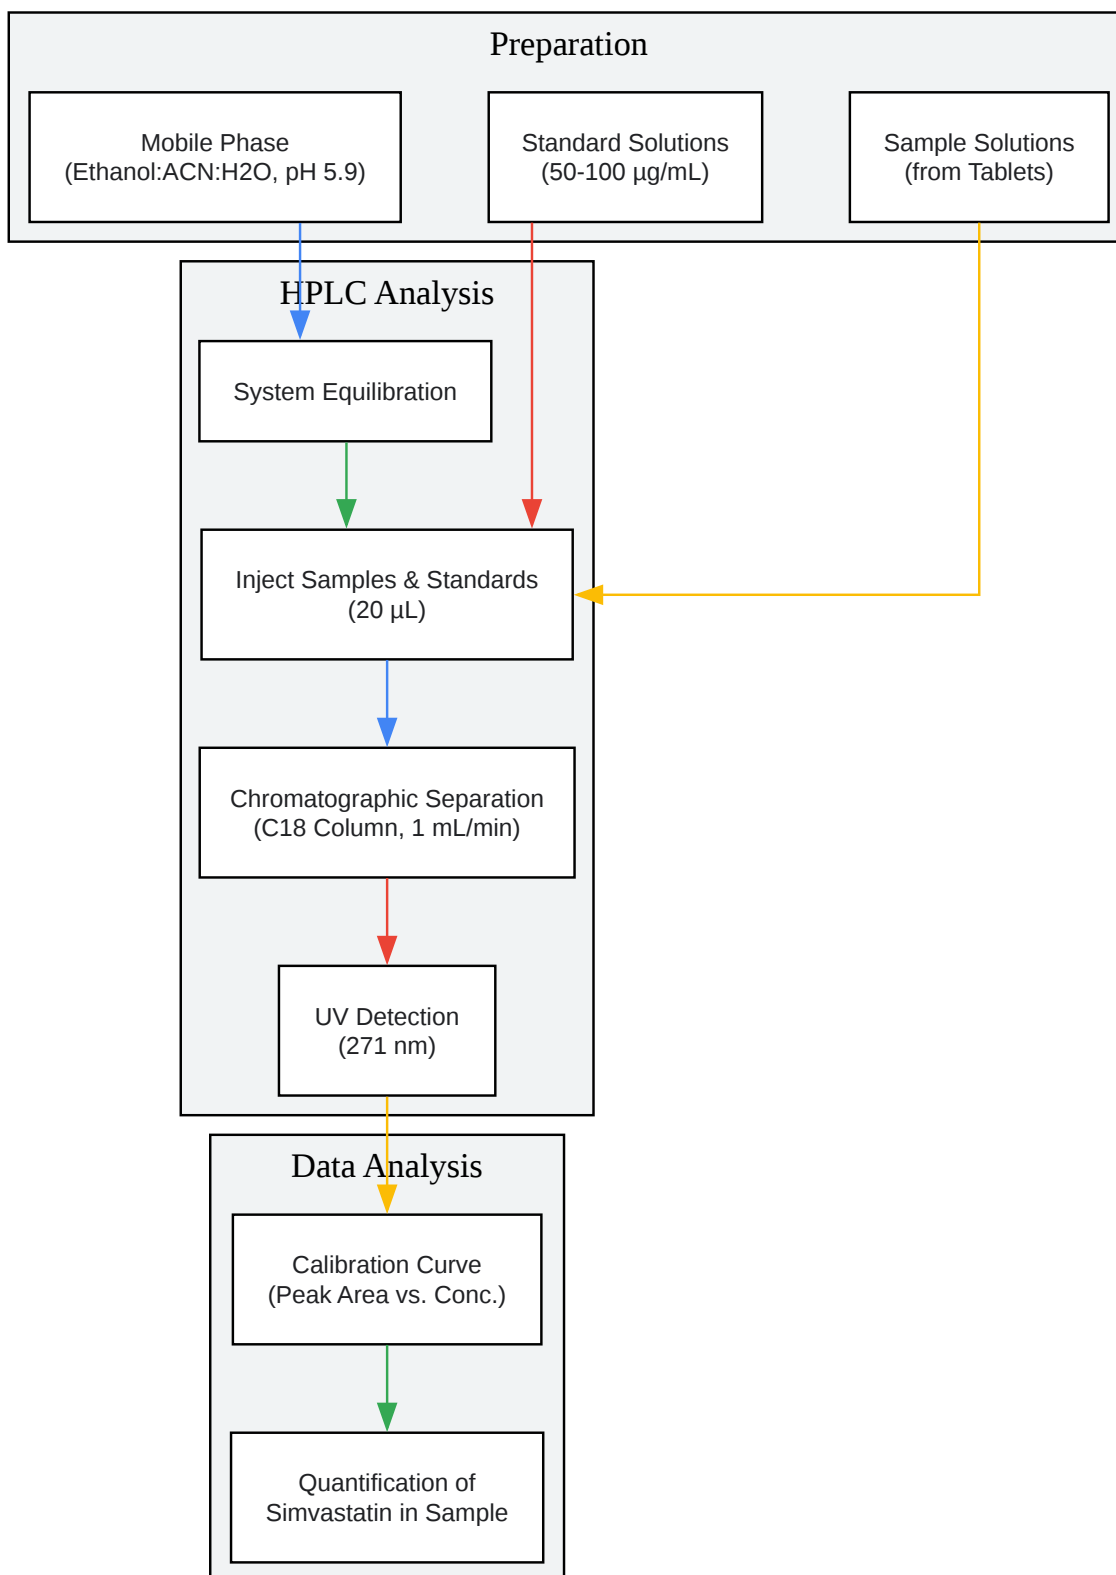 Preparation
Mobile Phase
(Ethanol:ACN:H2O, pH 5.9)
Standard Solutions
(50-100 µg/mL)
Sample Solutions
(from Tablets)
HPLC Analysis
System Equilibration
Inject Samples & Standards
(20 µL)
Chromatographic Separation
(C18 Column, 1 mL/min)
UV Detection
(271 nm)
Data Analysis
Calibration Curve
(Peak Area vs. Conc.)
Quantification of
Simvastatin in Sample